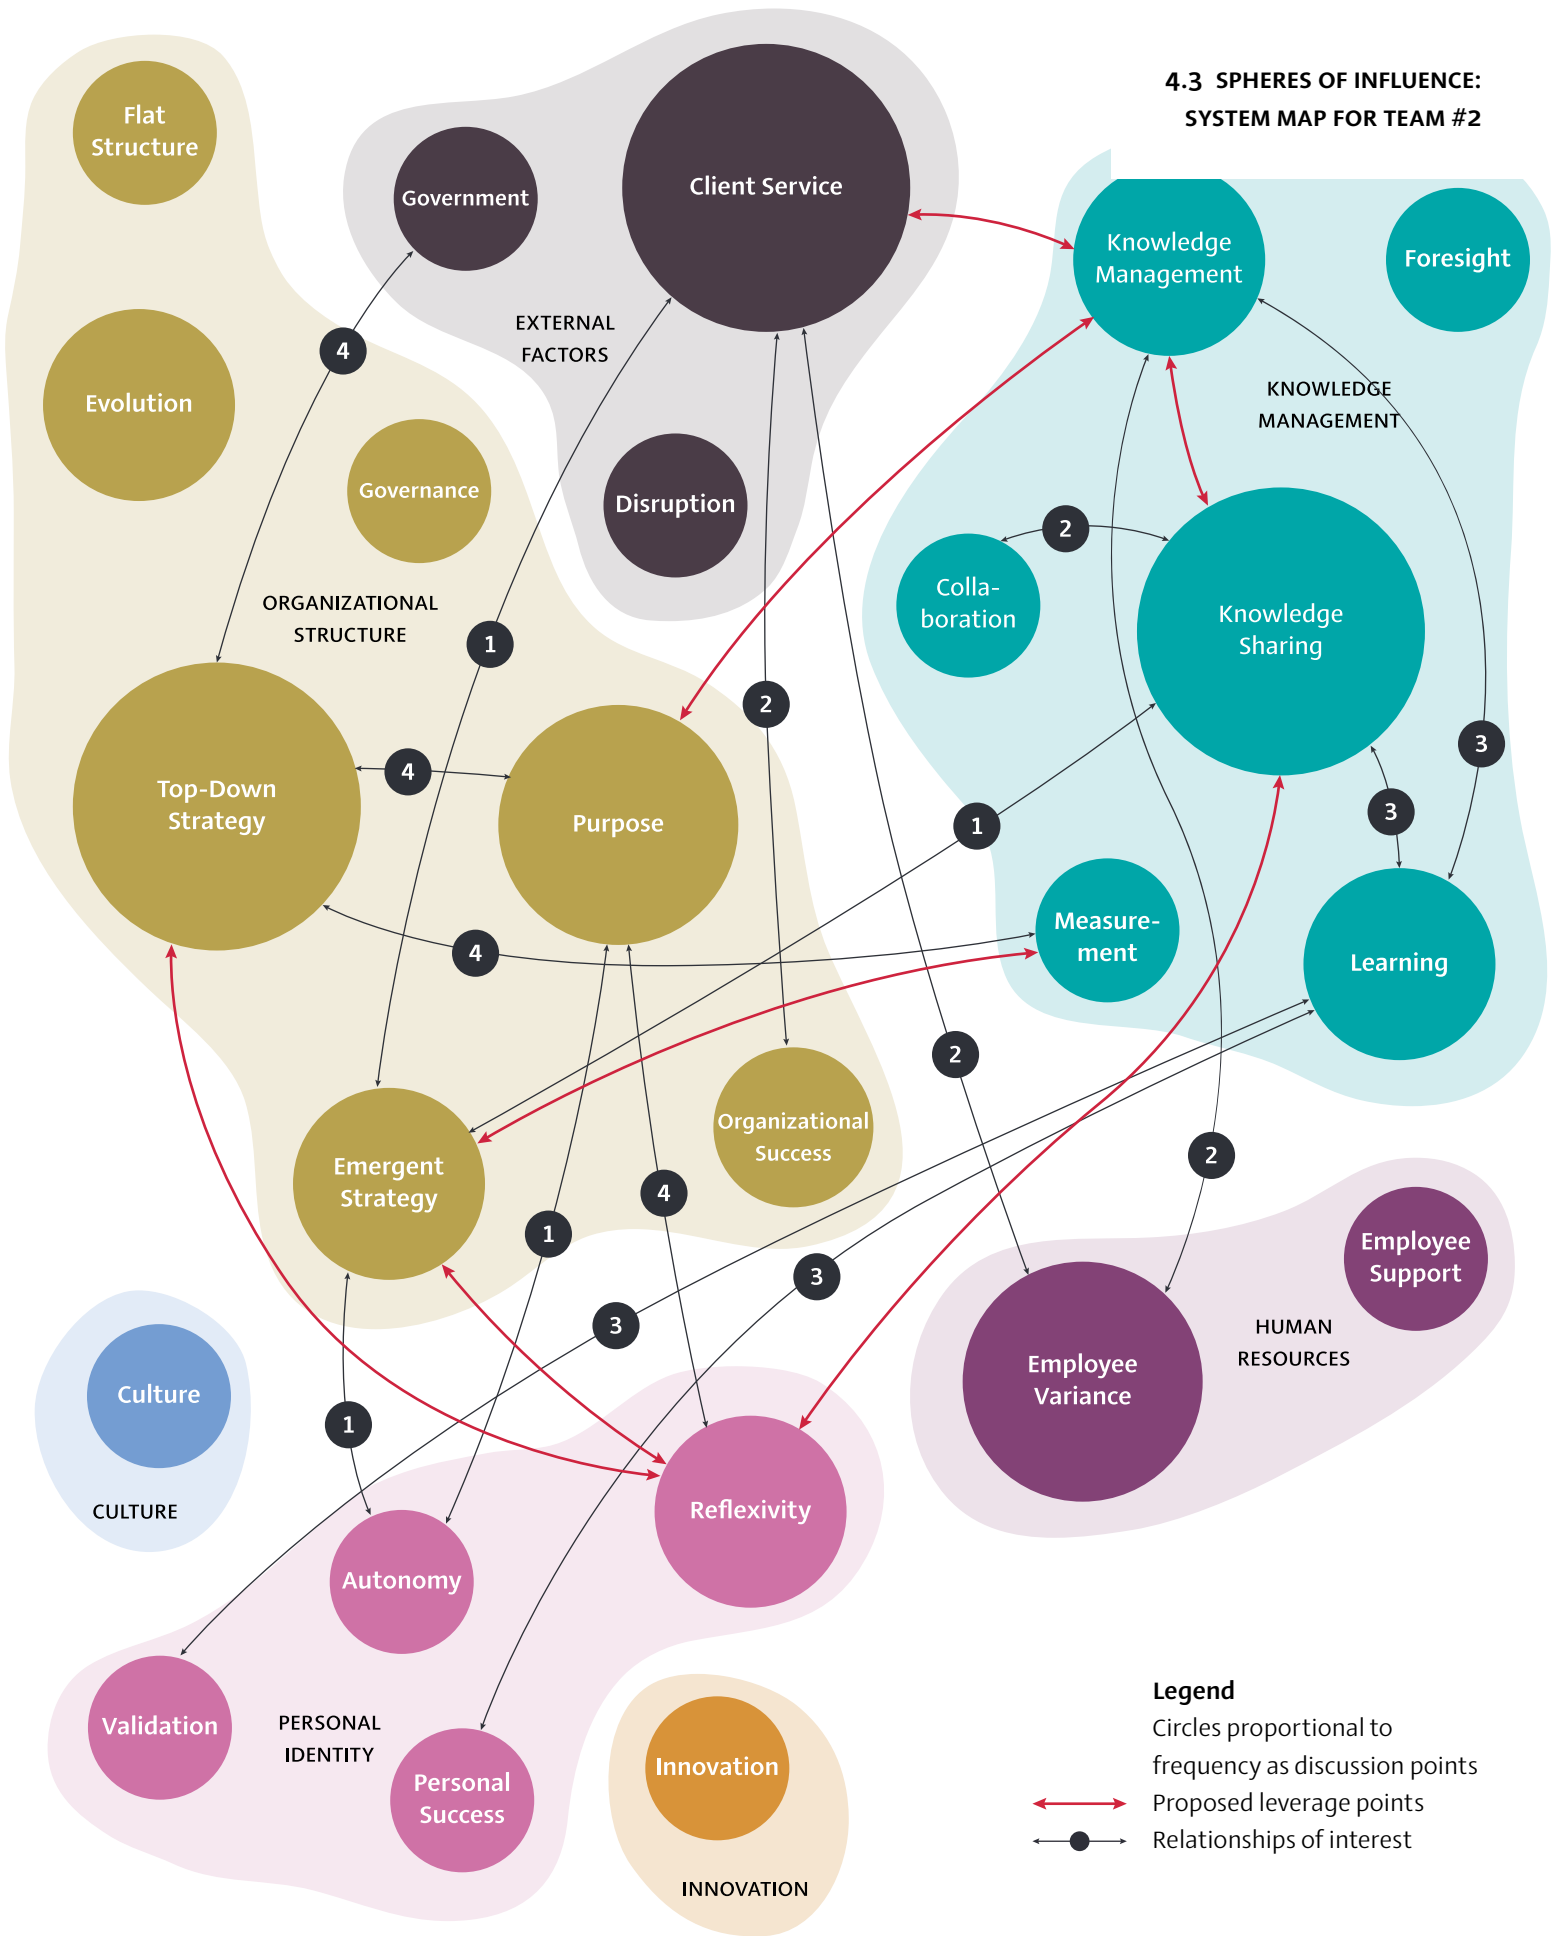 4.3 SPHERES OF INFLUENCE:
SYSTEM MAP FOR TEAM #2
Flat
Structure
Government
Client Service
Knowledge
Management
Foresight
EXTERNAL
FACTORS
4
Evolution
KNOWLEDGE
MANAGEMENT
Governance
Disruption
2
Colla-
boration
Knowledge
Sharing
ORGANIZATIONAL
STRUCTURE
1
2
3
4
Top-Down
Strategy
Purpose
1
3
Measure-
ment
Learning
4
2
Organizational
Success
Emergent
Strategy
4
2
1
3
Employee
Support
3
HUMAN
RESOURCES
Employee
Variance
Culture
1
CULTURE
Reflexivity
Autonomy
Validation
PERSONAL
IDENTITY
Personal
Success
Innovation
INNOVATION
Legend
Circles proportional to
frequency as discussion points
Proposed leverage points
Relationships of interest